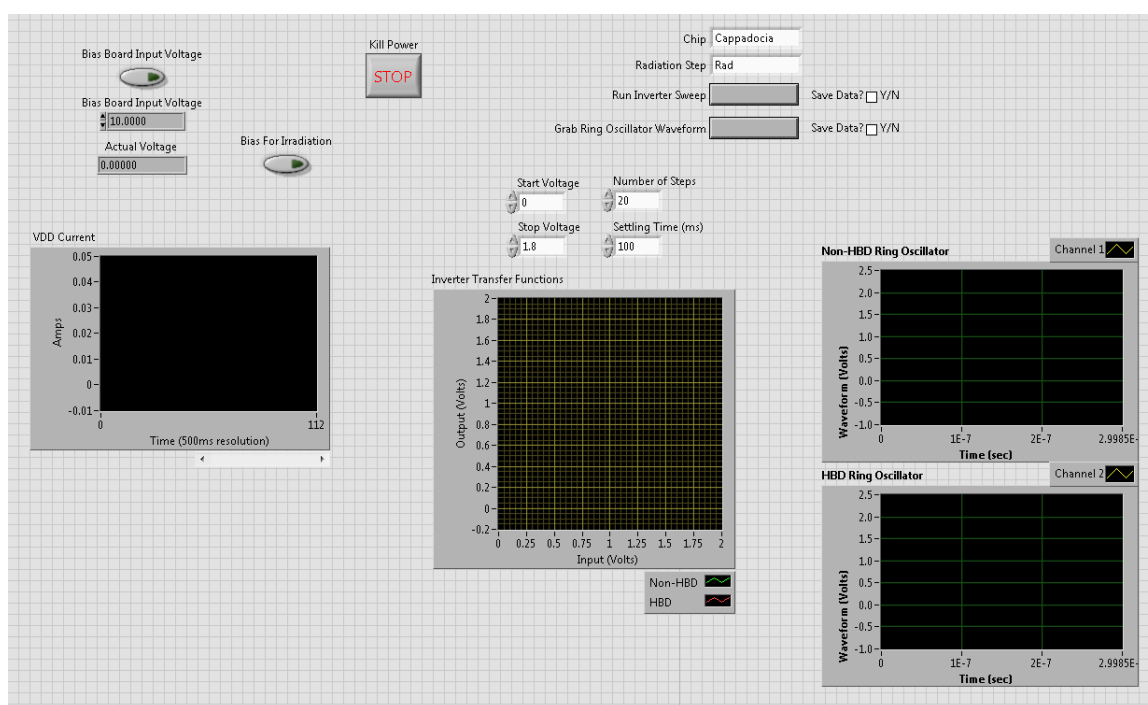 Bias Board Input Voltage
Bias Board Input Voltage
10.0000
Actual Voltage
0.00000
Bias For Irradiation
Kill Power
STOP
Chip Cappadocia
Radiation Step Rad
Run Inverter Sweep Save Data? Y/N
Grab Ring Oscillator Waveform Save Data? Y/N
Start Voltage Number of Steps
0 20
Stop Voltage Settling Time (ms)
1.8 100
VDD Current
0.05
0.04
0.03
0.02
0.01
0
-0.01
Amps
0 112
Time (500ms resolution)
Inverter Transfer Functions
2
1.8
1.6
1.4
1.2
1
0.8
0.6
0.4
0.2
0
-0.2
Output (Volts)
0 0.25 0.5 0.75 1 1.25 1.5 1.75 2
Input (Volts)
Non-HBD
HBD
Non-HBD Ring Oscillator Channel 1
2.5
2.0
1.5
1.0
0.5
0.0
-0.5
-1.0
Waveform (Volts)
0 1E-7 2E-7 2.9985E-
Time (sec)
HBD Ring Oscillator Channel 2
2.5
2.0
1.5
1.0
0.5
0.0
-0.5
-1.0
Waveform (Volts)
0 1E-7 2E-7 2.9985E-
Time (sec)